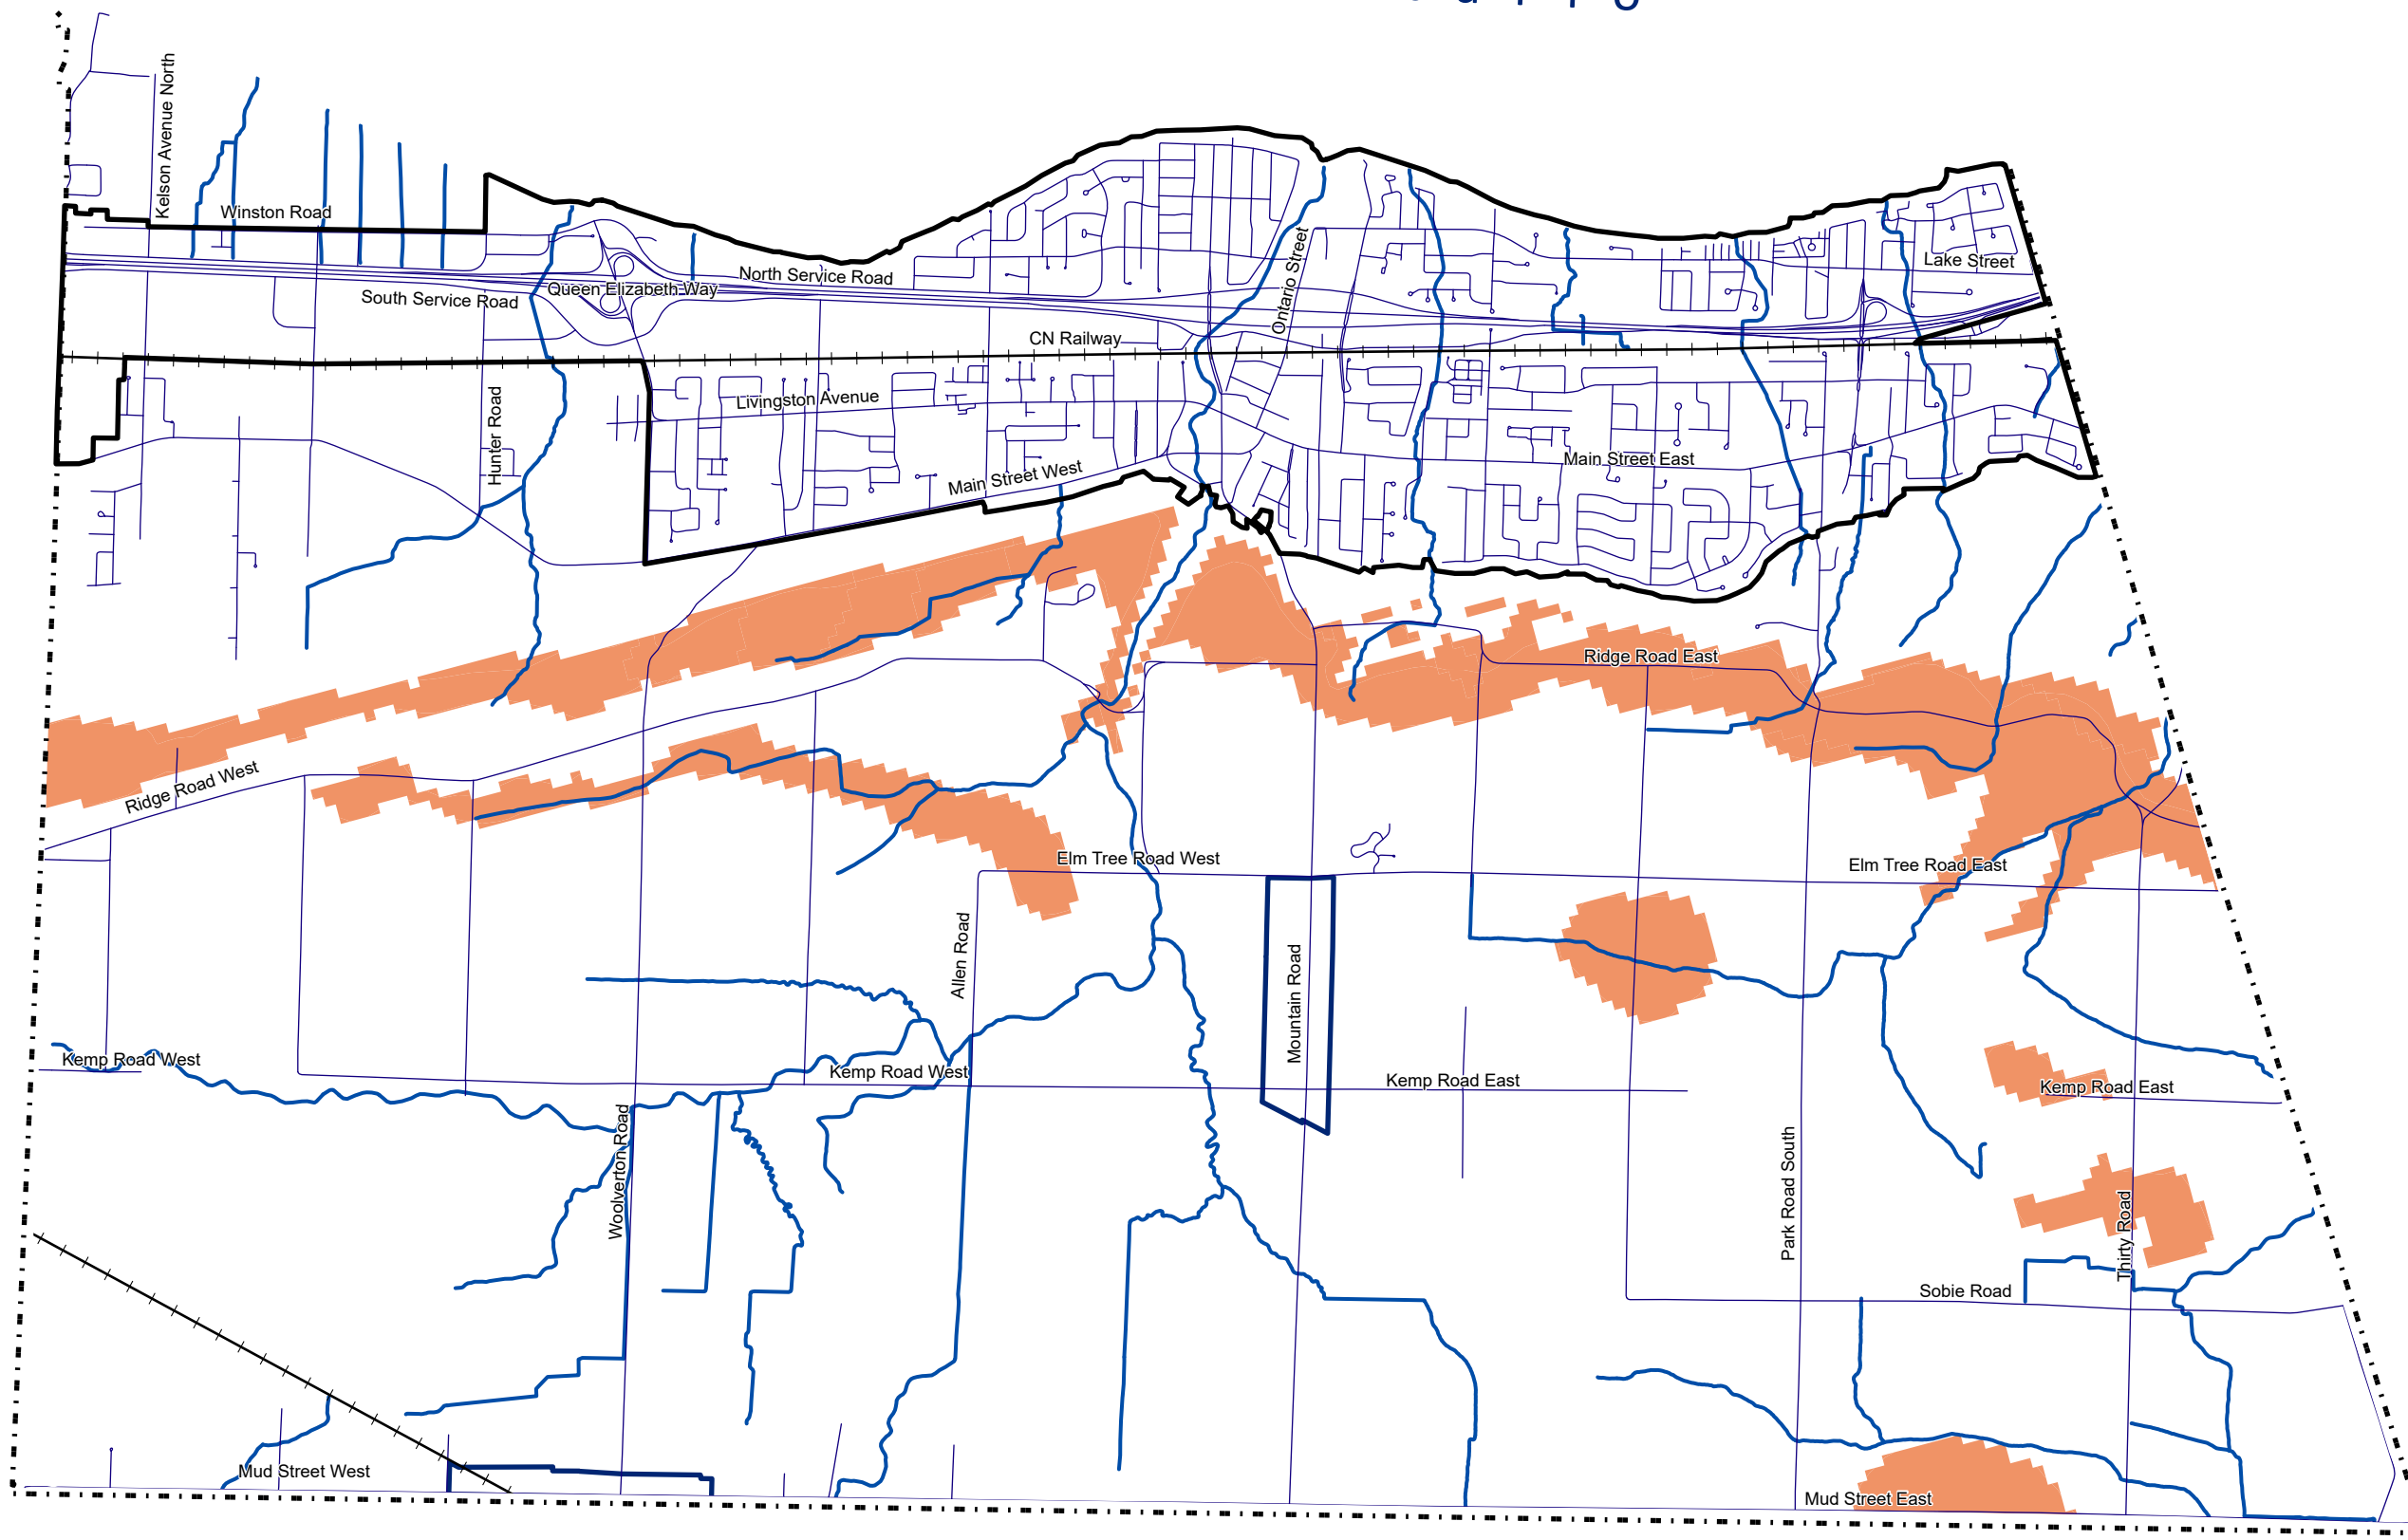 Kelson Avenue North
Winston Road
North Service Road
Queen Elizabeth Way
South Service Road
Ontario Street
Lake Street
CN Railway
Livingston Avenue
Hunter Road
Main Street West
Main Street East
Ridge Road East
Ridge Road West
Elm Tree Road West
Elm Tree Road East
Allen Road
Mountain Road
Kemp Road West
Kemp Road West
Kemp Road East
Kemp Road East
Woolverton Road
Park Road South
Thirty Road
Sobie Road
Mud Street West
Mud Street East